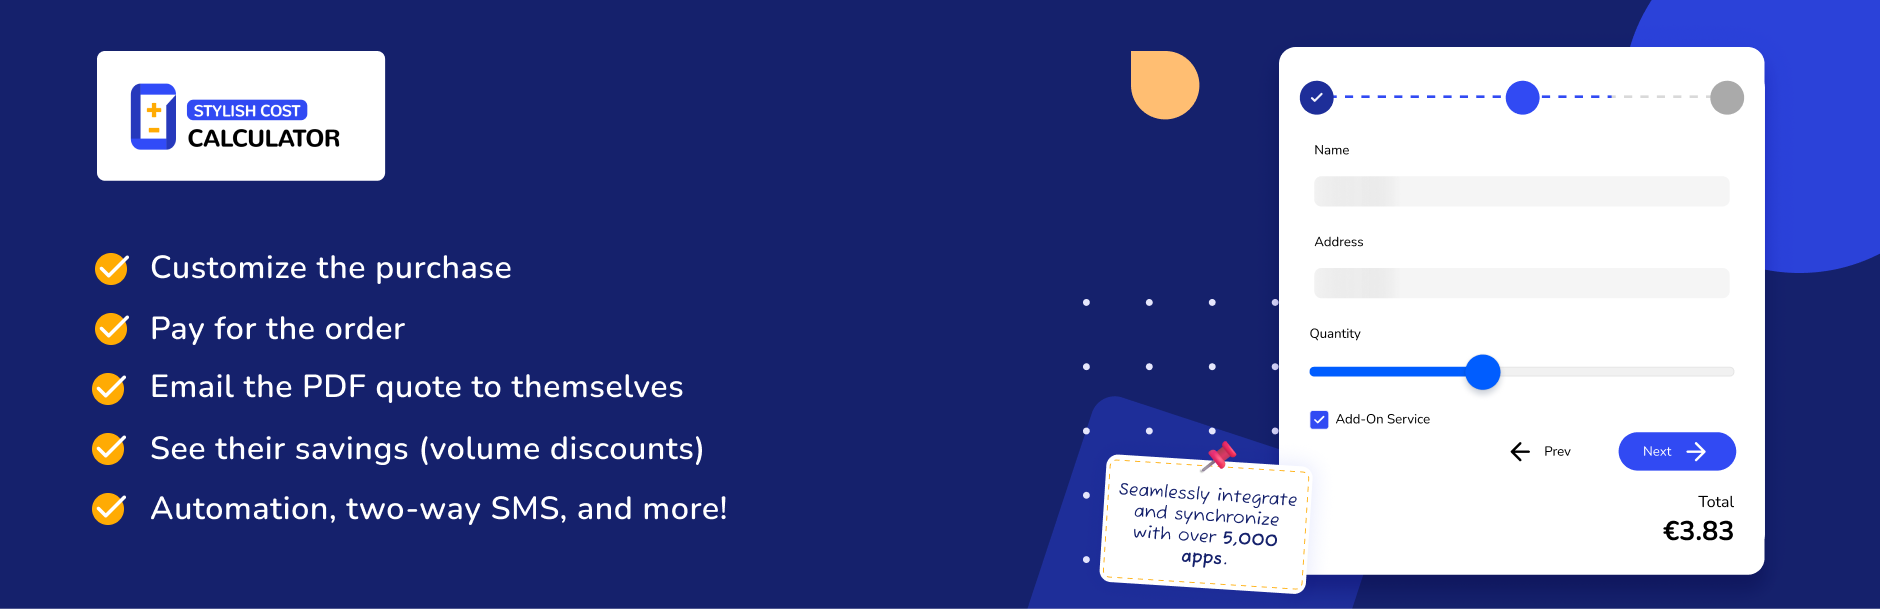 STYLISH COST
CALCULATOR
Customize the purchase
Pay for the order
Email the PDF quote to themselves
See their savings (volume discounts)
Automation, two-way SMS, and more!
Seamlessly integrate
and synchronize
with over 5,000
apps.
Name
Address
Quantity
Add-On Service
Prev
Next
Total
€3.83